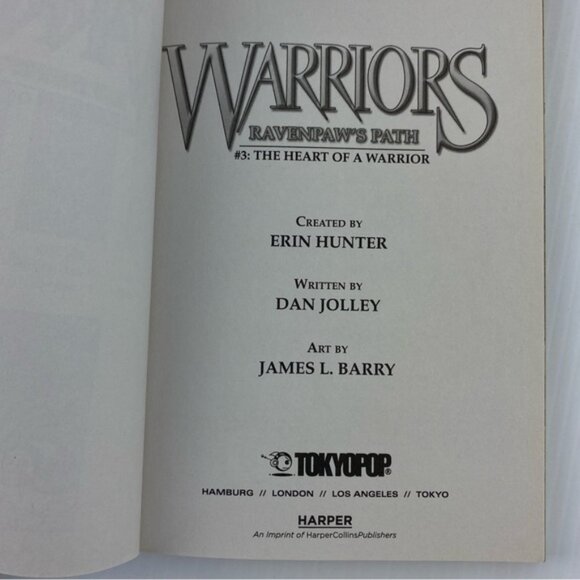 WARRIORS
RAVENPAW'S PATH
#3: THE HEART OF A WARRIOR
CREATED BY
ERIN HUNTER
WRITTEN BY
DAN JOLLEY
ART BY
JAMES L. BARRY
TOKYOPOP®
HAMBURG // LONDON // LOS ANGELES // TOKYO
HARPER
An Imprint of HarperCollinsPublishers